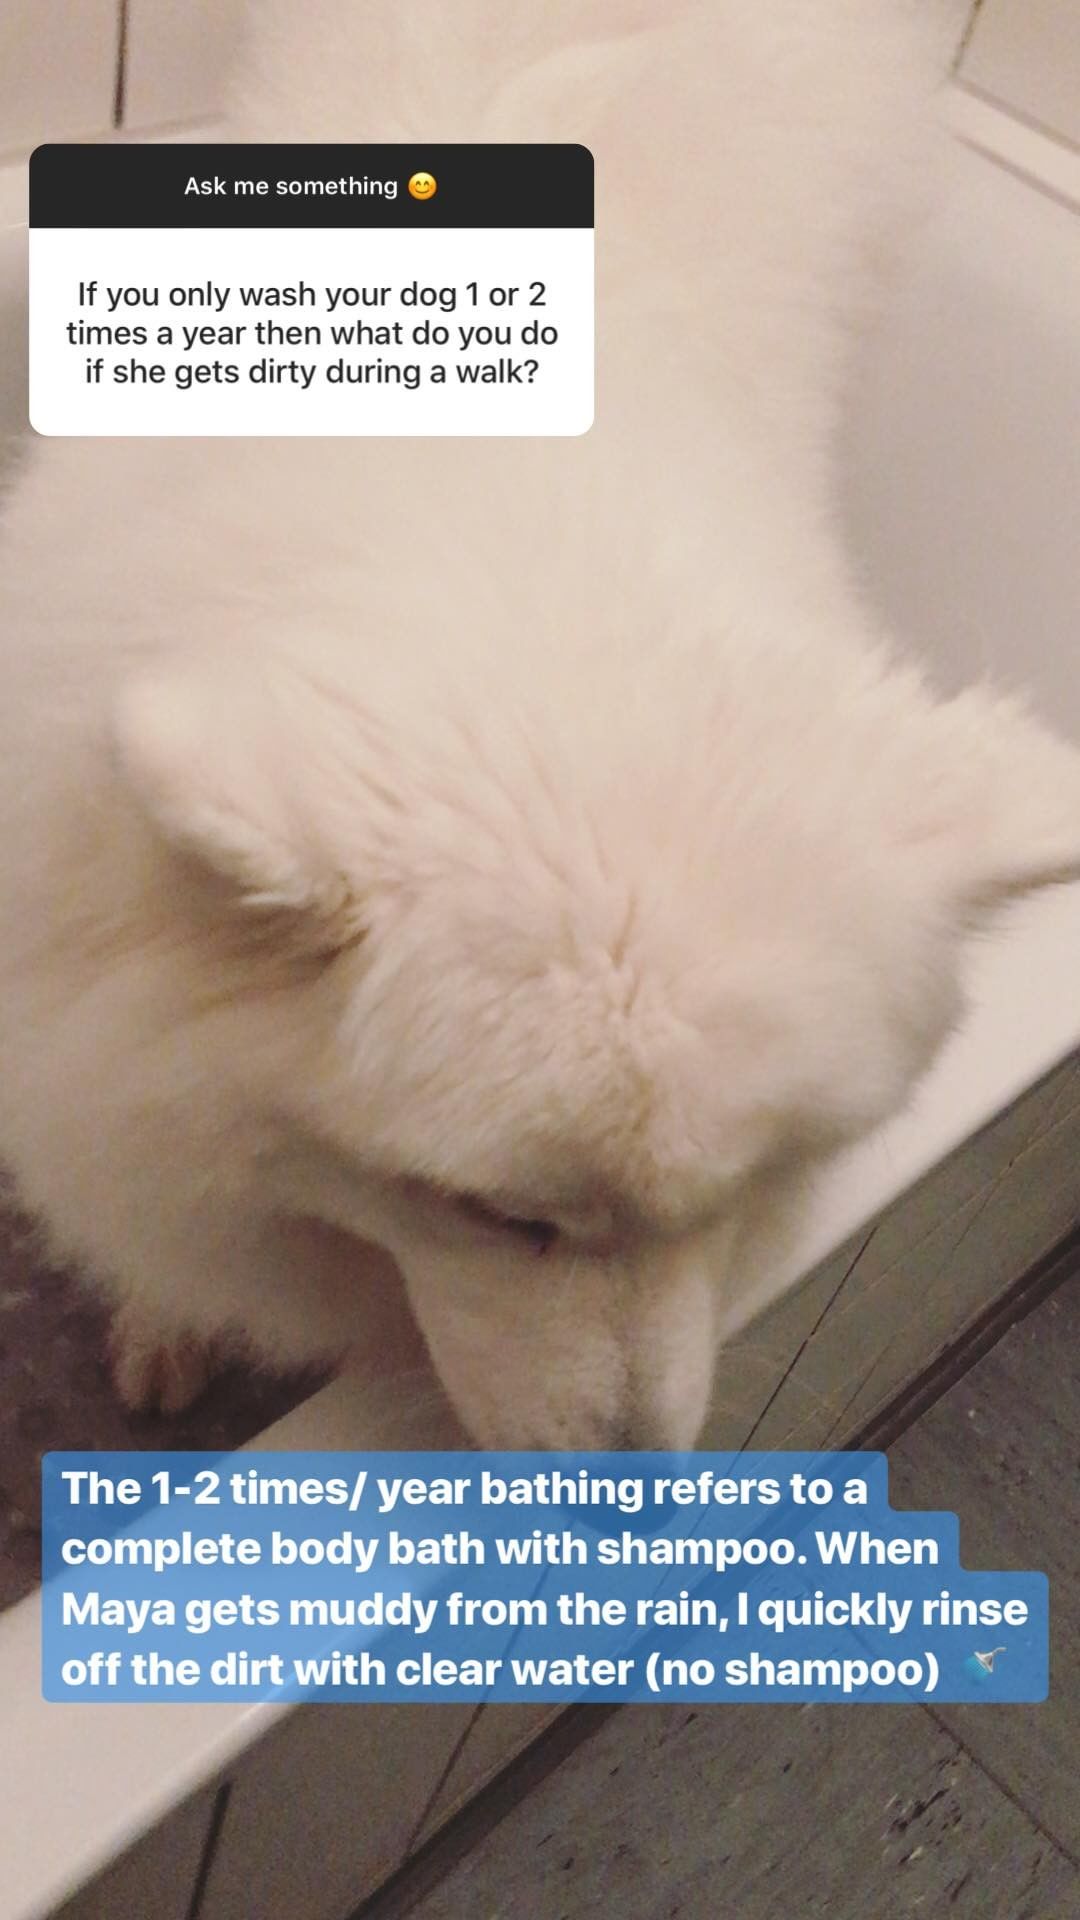 Ask me something 😊
If you only wash your dog 1 or 2
times a year then what do you do
if she gets dirty during a walk?
The 1-2 times/ year bathing refers to a
complete body bath with shampoo. When
Maya gets muddy from the rain, I quickly rinse
off the dirt with clear water (no shampoo) 🚿